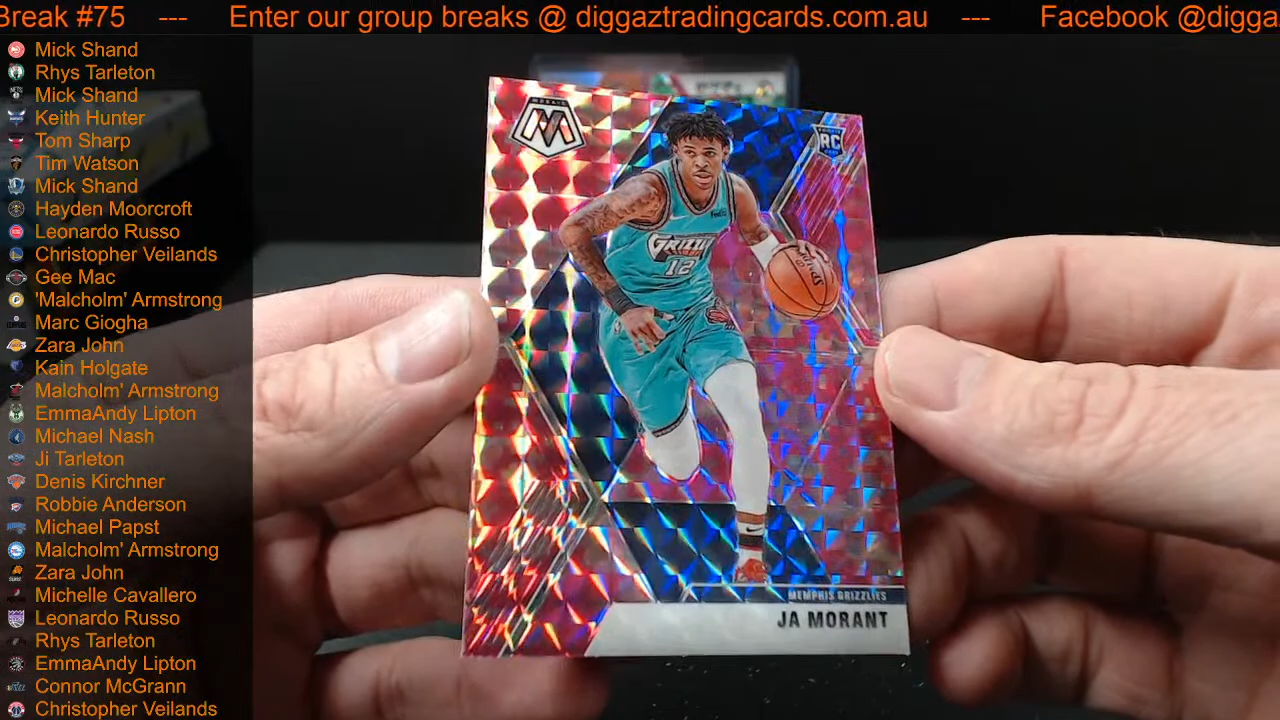 Break #75 --- Enter our group breaks @ diggaztradingcards.com.au --- Facebook @digga
Mick Shand
Rhys Tarleton
Mick Shand
Keith Hunter
Tom Sharp
Tim Watson
Mick Shand
Hayden Moorcroft
Leonardo Russo
Christopher Veilands
Gee Mac
'Malcholm' Armstrong
Marc Giogha
Zara John
Kain Holgate
Malcholm' Armstrong
EmmaAndy Lipton
Michael Nash
Ji Tarleton
Denis Kirchner
Robbie Anderson
Michael Papst
Malcholm' Armstrong
Zara John
Michelle Cavallero
Leonardo Russo
Rhys Tarleton
EmmaAndy Lipton
Connor McGrann
Christopher Veilands
MOSAIC
M
RC
GRIZZ
12
SPALDING
MEMPHIS GRIZZLIES
JA MORANT